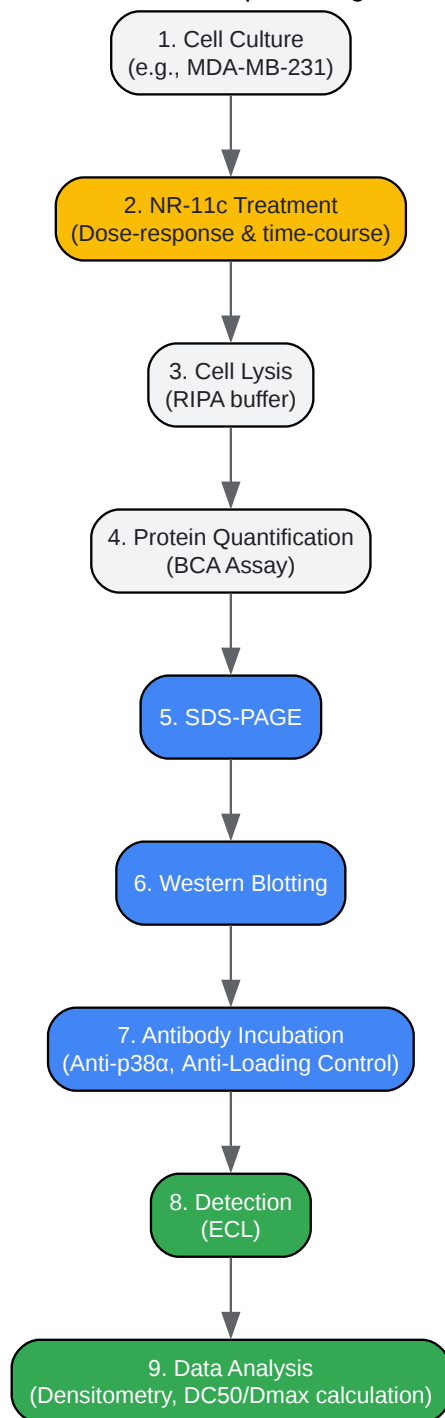 1. Cell Culture
(e.g., MDA-MB-231)
2. NR-11c Treatment
(Dose-response & time-course)
3. Cell Lysis
(RIPA buffer)
4. Protein Quantification
(BCA Assay)
5. SDS-PAGE
6. Western Blotting
7. Antibody Incubation
(Anti-p38α, Anti-Loading Control)
8. Detection
(ECL)
9. Data Analysis
(Densitometry, DC50/Dmax calculation)